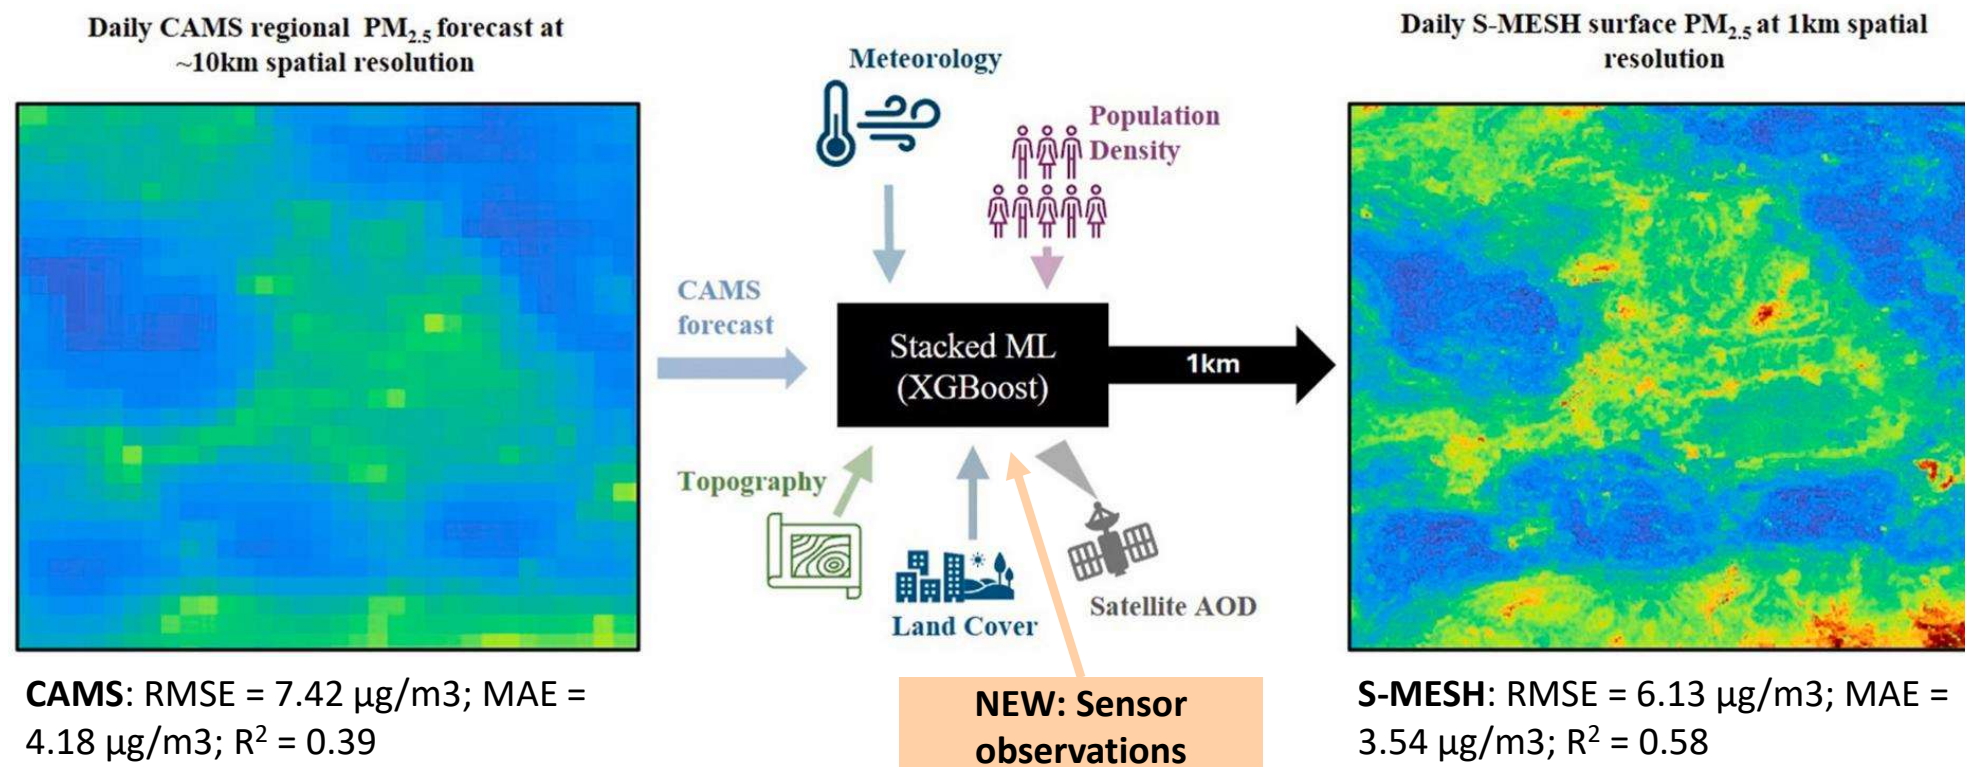 Daily CAMS regional PM2.5 forecast at
~10km spatial resolution
Meteorology
Population
Density
CAMS
forecast
Stacked ML
(XGBoost)
1km
Topography
Land Cover
Satellite AOD
NEW: Sensor
observations
Daily S-MESH surface PM2.5 at 1km spatial
resolution
CAMS: RMSE = 7.42 µg/m3; MAE =
4.18 µg/m3; R² = 0.39
S-MESH: RMSE = 6.13 µg/m3; MAE =
3.54 µg/m3; R² = 0.58